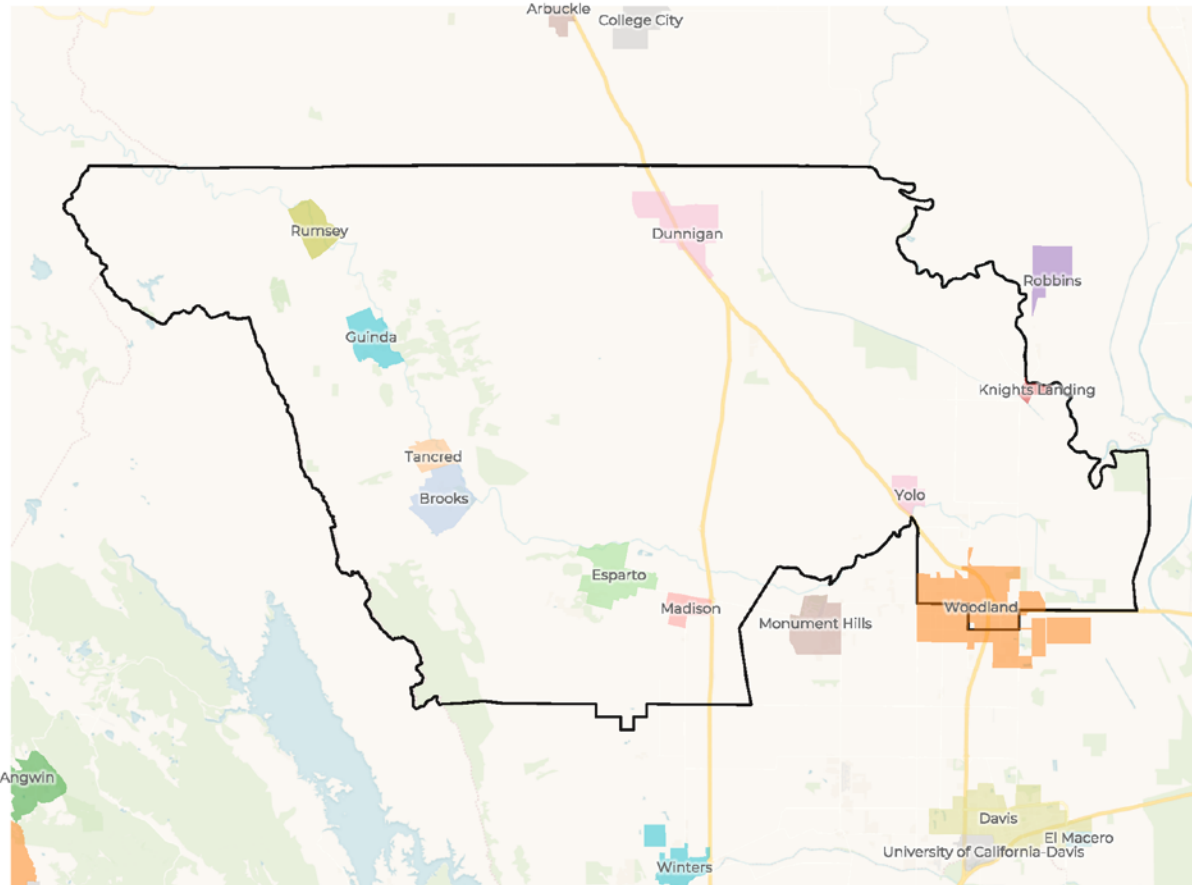 Arbuckle
College City
Rumsey
Dunnigan
Robbins
Guinda
Knights Landing
Tancred
Brooks
Yolo
Esparto
Madison
Woodland
Monument Hills
Angwin
Davis
El Macero
University of California-Davis
Winters